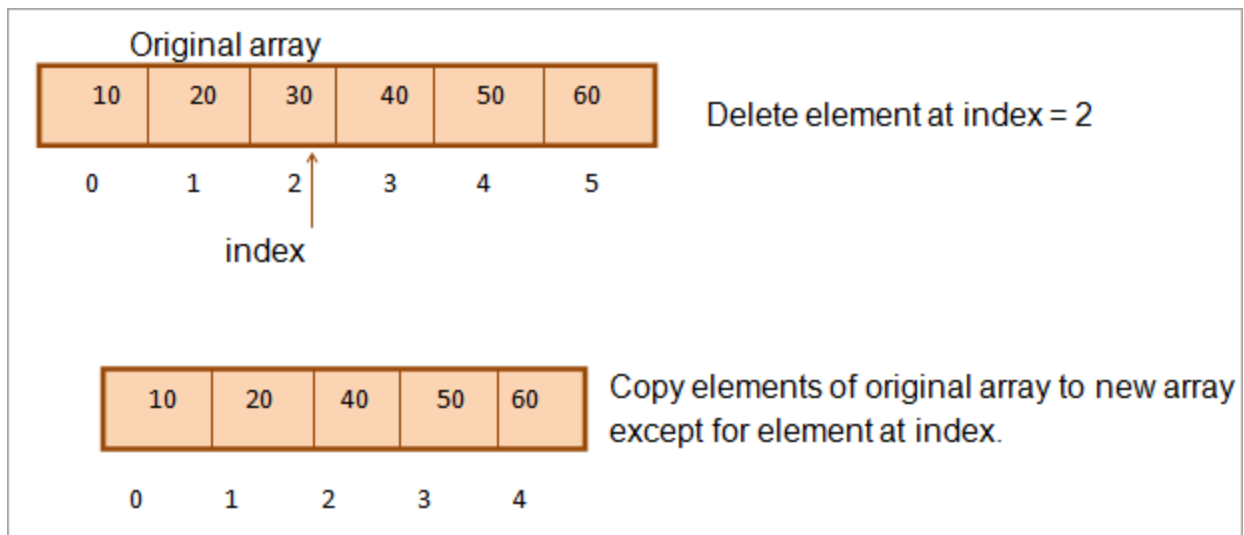 Original array
10 20 30 40 50 60
Delete element at index = 2
0 1 2 3 4 5
index
10 20 40 50 60
Copy elements of original array to new array
except for element at index.
0 1 2 3 4